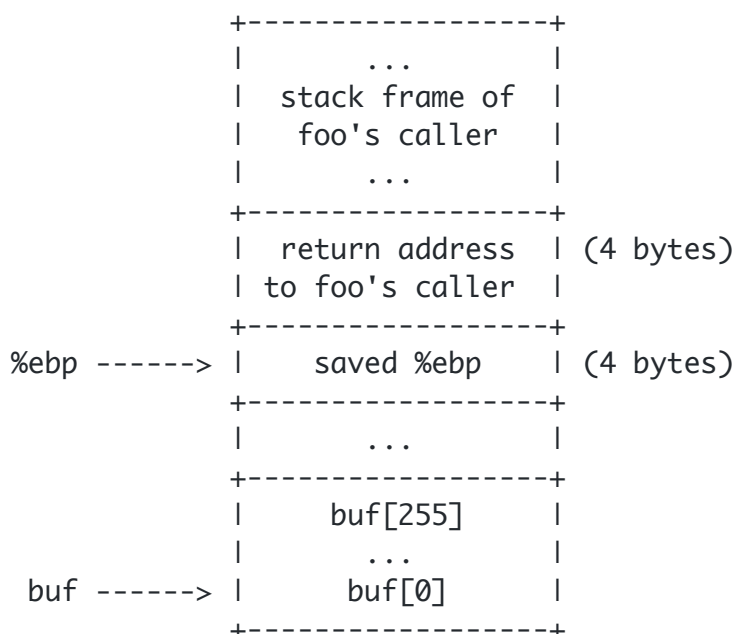 +------------------+
| ... |
| stack frame of |
| foo's caller |
| ... |
+------------------+
| return address | (4 bytes)
| to foo's caller |
+------------------+
%ebp ------> | saved %ebp | (4 bytes)
+------------------+
| ... |
+------------------+
| buf[255] |
| ... |
buf ------> | buf[0] |
+------------------+